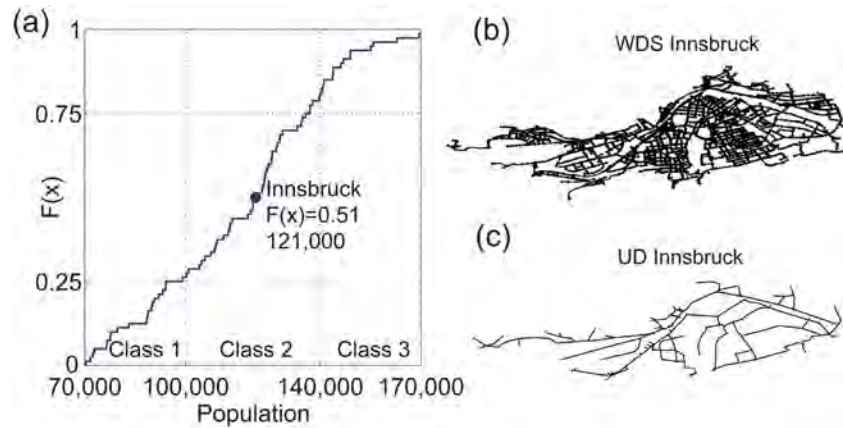 (a)
1
0.75
0.25
0
F(x)
Innsbruck
F(x)=0.51
121,000
Class 1
Class 2
Class 3
70,000
100,000
140,000
170,000
Population
(b)
WDS Innsbruck
(c)
UD Innsbruck